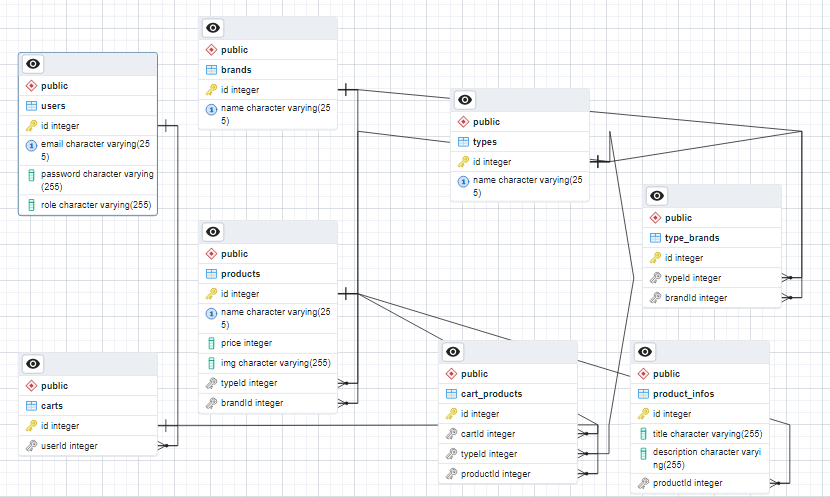 public
brands
id integer
name character varying(25
5)
public
users
id integer
email character varying(25
5)
password character varying
(255)
role character varying(255)
public
types
id integer
name character varying(25
5)
public
type_brands
id integer
typeId integer
brandId integer
public
products
id integer
name character varying(25
5)
price integer
img character varying(255)
typeId integer
brandId integer
public
carts
id integer
userId integer
public
cart_products
id integer
cartId integer
typeId integer
productId integer
public
product_infos
id integer
title character varying(255)
description character varyi
ng(255)
productId integer